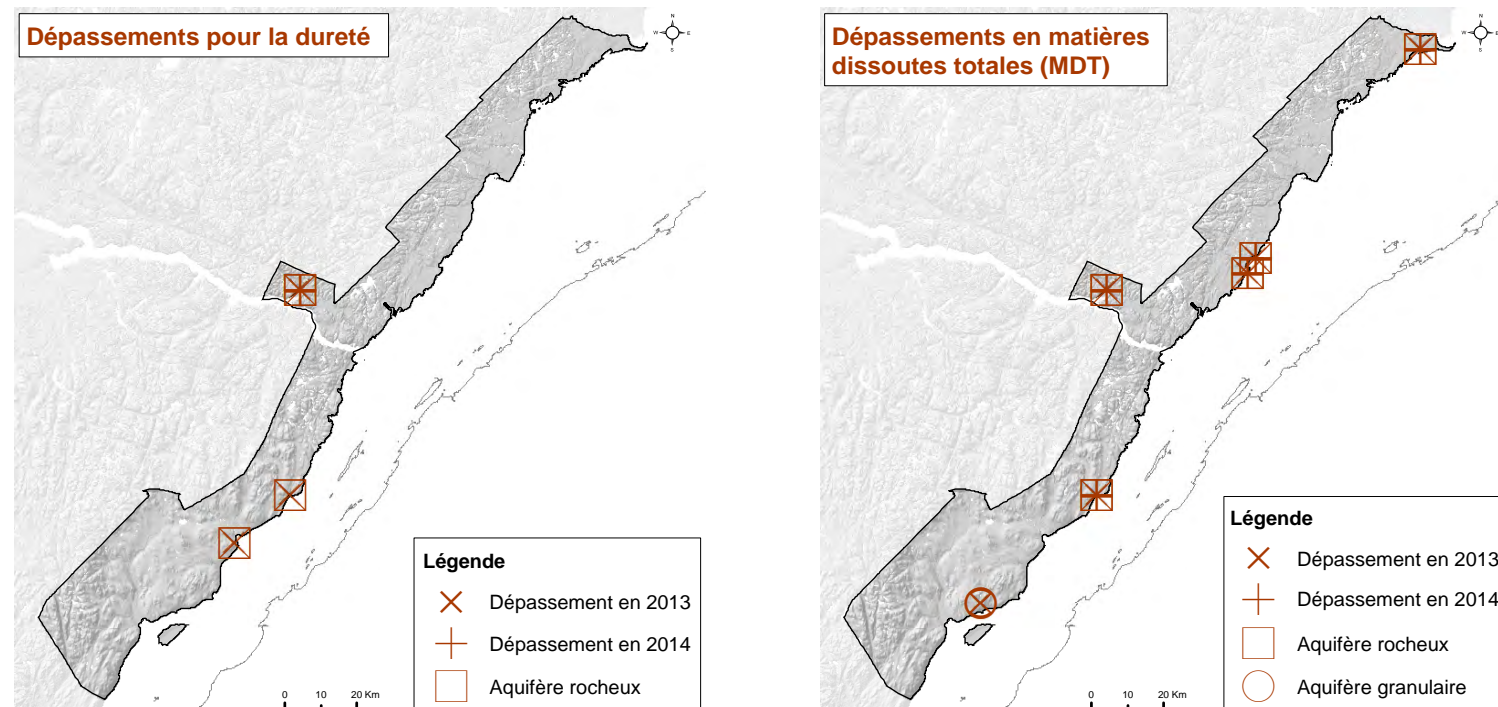 Dépassements pour la dureté
N
W
E
S
Légende
Dépassement en 2013
Dépassement en 2014
Aquifère rocheux
0 10 20 Km
Dépassements en matières
dissoutes totales (MDT)
N
W
E
S
Légende
Dépassement en 2013
Dépassement en 2014
Aquifère rocheux
Aquifère granulaire
0 10 20 Km